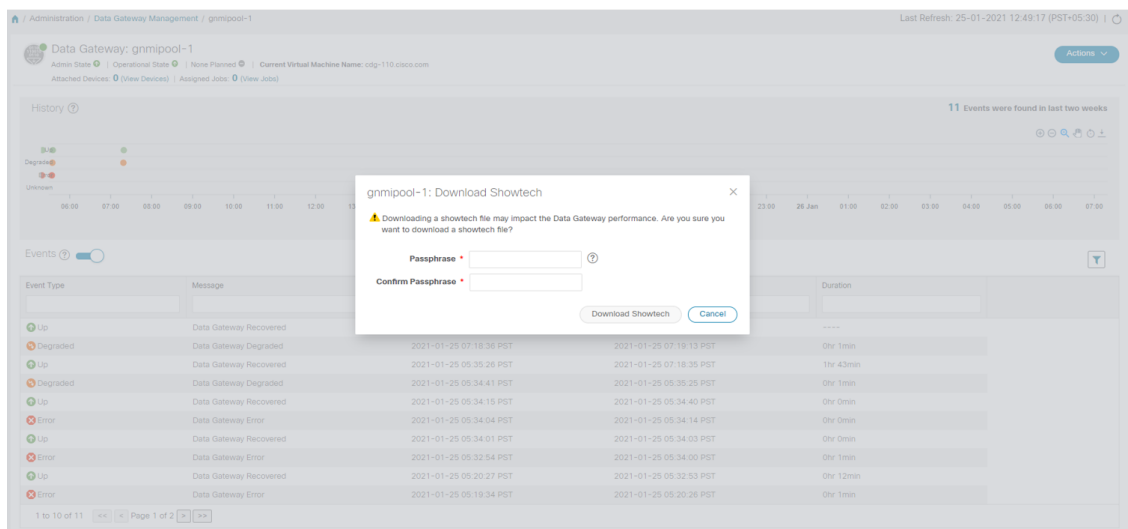 / Administration / Data Gateway Management / gnmipool-1
Last Refresh: 25-01-2021 12:49:17 (PST+05:30) |
Data Gateway: gnmipool-1
Actions
Admin State | Operational State | None Planned | Current Virtual Machine Name: cdg-110.cisco.com
Attached Devices: 0 (View Devices) | Assigned Jobs: 0 (View Jobs)
History ?
11 Events were found in last two weeks
Degraded
Unknown
06:00 07:00 08:00 09:00 10:00 11:00 12:00 23:00 26 Jan 01:00 02:00 03:00 04:00 05:00 06:00 07:00
gnmipool-1: Download Showtech
Downloading a showtech file may impact the Data Gateway performance. Are you sure you
want to download a showtech file?
Passphrase * ?
Confirm Passphrase *
Download Showtech Cancel
Events ?
Event Type Message Duration
Up Data Gateway Recovered ----
Degraded Data Gateway Degraded 2021-01-25 07:18:36 PST 2021-01-25 07:19:13 PST 0hr 1min
Up Data Gateway Recovered 2021-01-25 05:35:26 PST 2021-01-25 07:18:35 PST 1hr 43min
Degraded Data Gateway Degraded 2021-01-25 05:34:41 PST 2021-01-25 05:35:25 PST 0hr 1min
Up Data Gateway Recovered 2021-01-25 05:34:15 PST 2021-01-25 05:34:40 PST 0hr 0min
Error Data Gateway Error 2021-01-25 05:34:04 PST 2021-01-25 05:34:14 PST 0hr 0min
Up Data Gateway Recovered 2021-01-25 05:34:01 PST 2021-01-25 05:34:03 PST 0hr 0min
Error Data Gateway Error 2021-01-25 05:32:54 PST 2021-01-25 05:34:00 PST 0hr 1min
Up Data Gateway Recovered 2021-01-25 05:20:27 PST 2021-01-25 05:32:53 PST 0hr 12min
Error Data Gateway Error 2021-01-25 05:19:34 PST 2021-01-25 05:20:26 PST 0hr 1min
1 to 10 of 11 << < Page 1 of 2 > >>